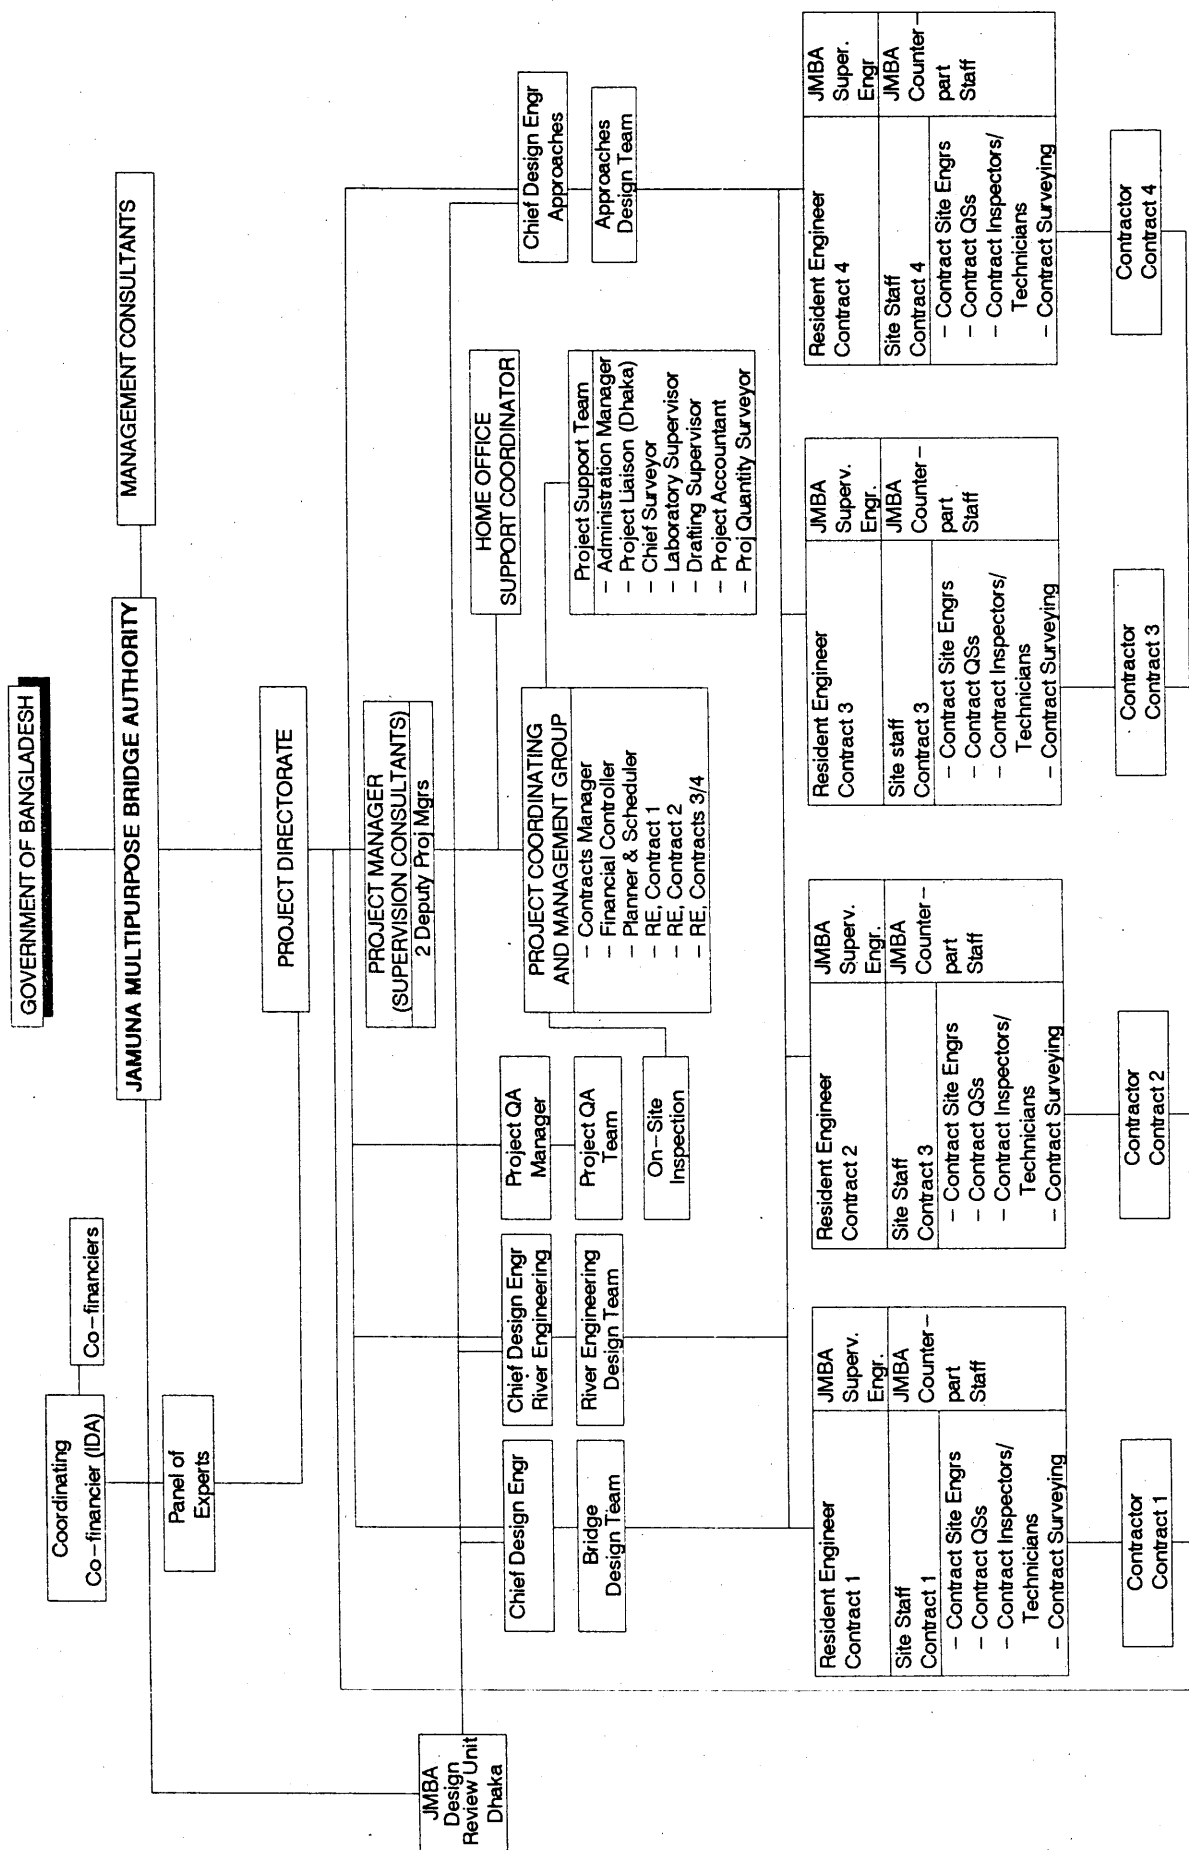 GOVERNMENT OF BANGLADESH
JAMUNA MULTIPURPOSE BRIDGE AUTHORITY
MANAGEMENT CONSULTANTS
Coordinating
Co-financier (IDA)
Co-financiers
Panel of
Experts
PROJECT DIRECTORATE
PROJECT MANAGER
(SUPERVISION CONSULTANTS)
2 Deputy Proj Mgrs
JMBA
Design
Review Unit
Dhaka
HOME OFFICE
SUPPORT COORDINATOR
Chief Design Engr
Bridge
Design Team
Chief Design Engr
River Engineering
River Engineering
Design Team
Project QA
Manager
Project QA
Team
On-Site
Inspection
PROJECT COORDINATING
AND MANAGEMENT GROUP
- Contracts Manager
- Financial Controller
- Planner & Scheduler
- RE, Contract 1
- RE, Contract 2
- RE, Contracts 3/4
Project Support Team
- Administration Manager
- Project Liaison (Dhaka)
- Chief Surveyor
- Laboratory Supervisor
- Drafting Supervisor
- Project Accountant
- Proj Quantity Surveyor
Chief Design Engr
Approaches
Approaches
Design Team
Resident Engineer
Contract 1
JMBA
Superv.
Engr.
Site Staff
Contract 1
- Contract Site Engrs
- Contract QSs
- Contract Inspectors/
Technicians
- Contract Surveying
JMBA
Counter-
part
Staff
Contractor
Contract 1
Resident Engineer
Contract 2
JMBA
Superv.
Engr.
Site Staff
Contract 3
- Contract Site Engrs
- Contract QSs
- Contract Inspectors/
Technicians
- Contract Surveying
JMBA
Counter-
part
Staff
Contractor
Contract 2
Resident Engineer
Contract 3
JMBA
Superv.
Engr.
Site staff
Contract 3
- Contract Site Engrs
- Contract QSs
- Contract Inspectors/
Technicians
- Contract Surveying
JMBA
Counter-
part
Staff
Contractor
Contract 3
Resident Engineer
Contract 4
JMBA
Super.
Engr
Site Staff
Contract 4
- Contract Site Engrs
- Contract QSs
- Contract Inspectors/
Technicians
- Contract Surveying
JMBA
Counter-
part
Staff
Contractor
Contract 4